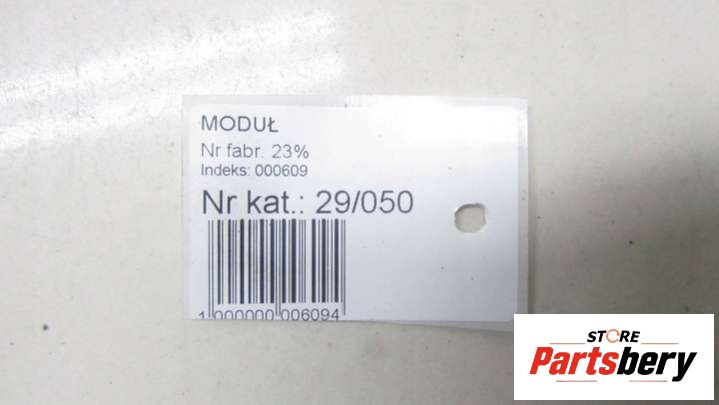 MODUŁ
Nr fabr. 23%
Indeks: 000609
Nr kat.: 29/050
1 000000 006094
STORE
Partsbery